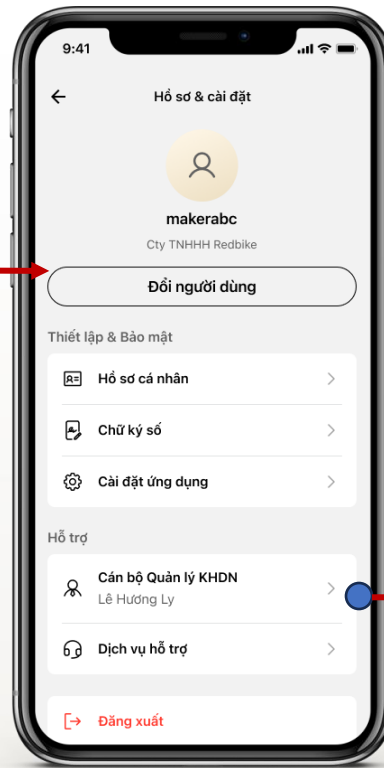 9:41
Hồ sơ & cài đặt
makerabc
Cty TNHHH Redbike
Đổi người dùng
Thiết lập & Bảo mật
Hồ sơ cá nhân
Chữ ký số
Cài đặt ứng dụng
Hỗ trợ
Cán bộ Quản lý KHDN
Lê Hương Ly
Dịch vụ hỗ trợ
Đăng xuất